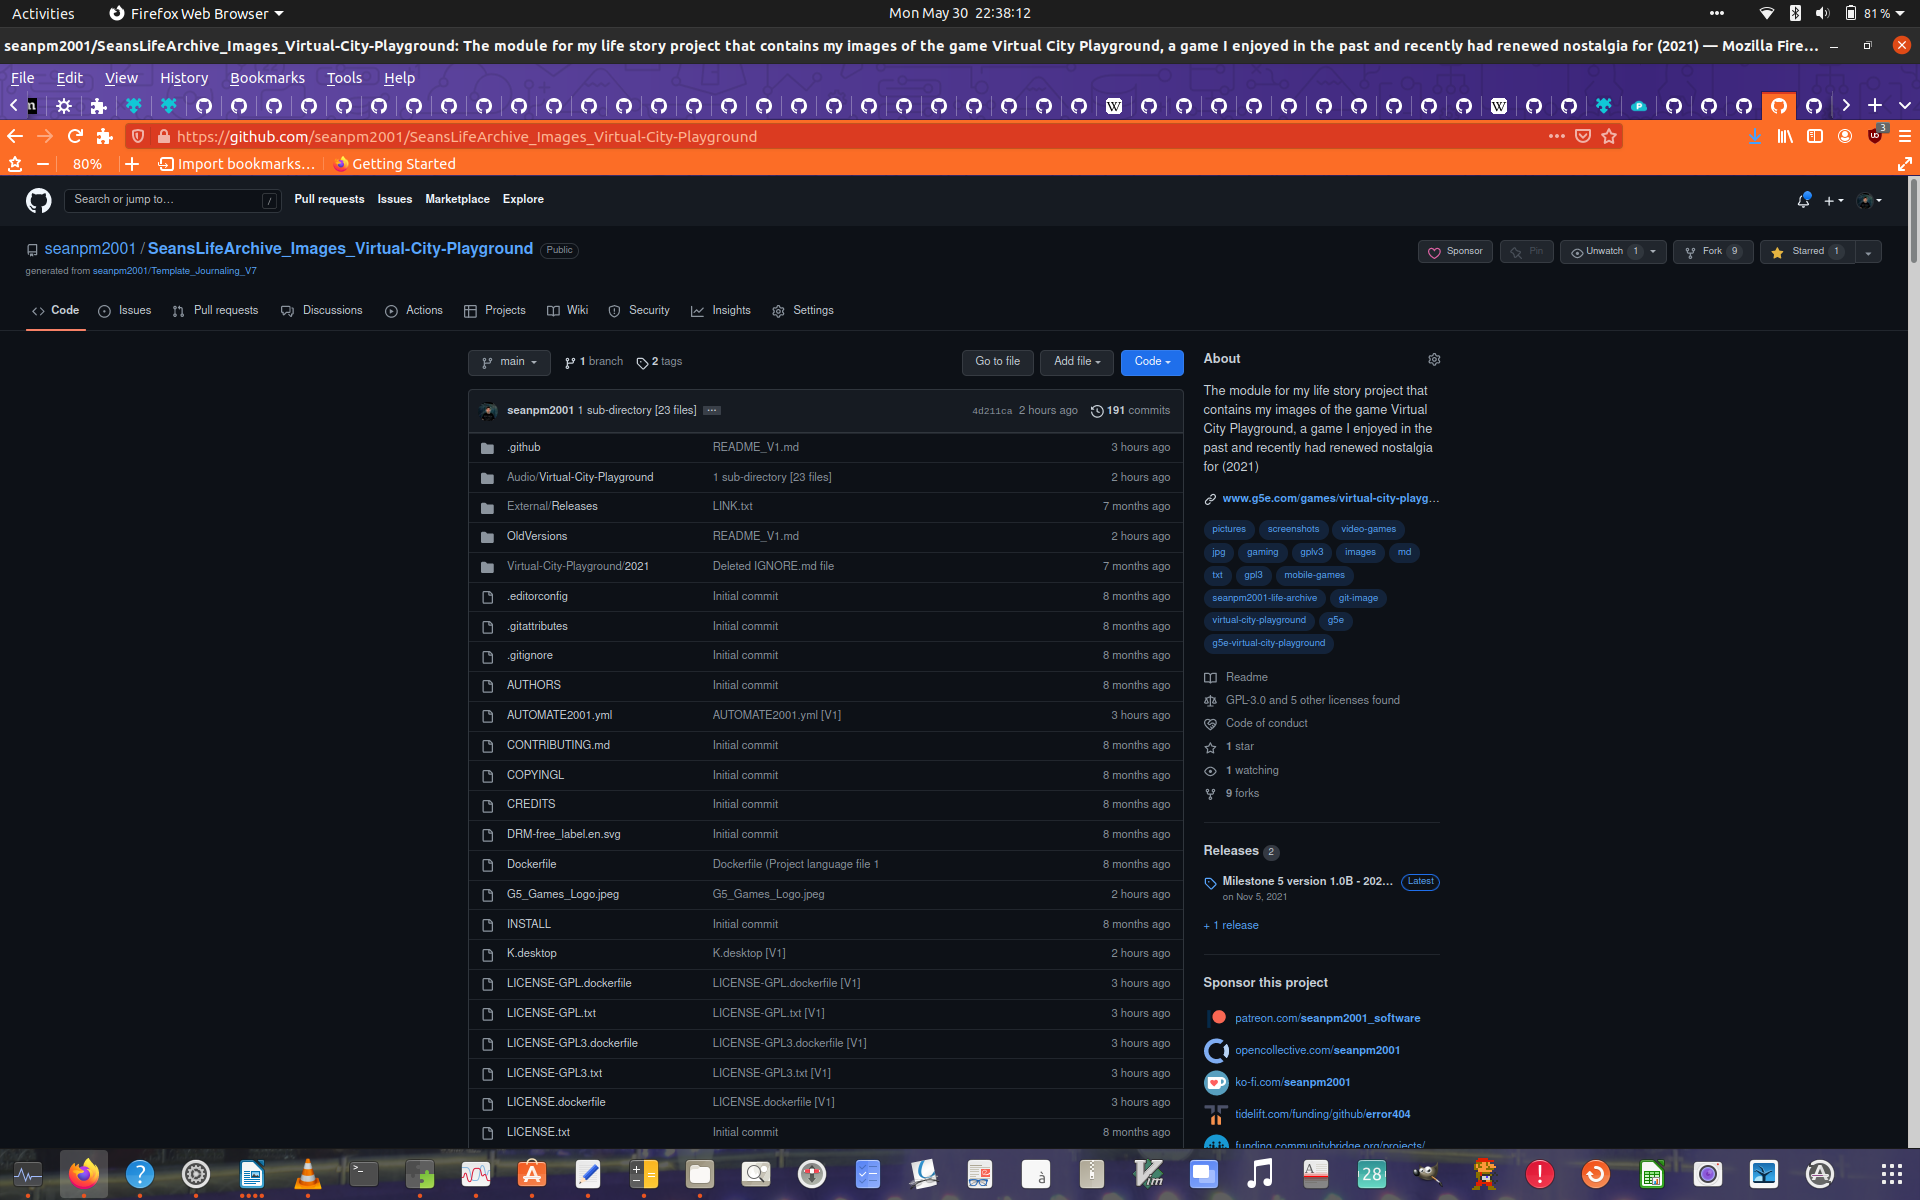 Activities
Firefox Web Browser
Mon May 30 22:38:12
81 %
seanpm2001/SeansLifeArchive_Images_Virtual-City-Playground: The module for my life story project that contains my images of the game Virtual City Playground, a game I enjoyed in the past and recently had renewed nostalgia for (2021) — Mozilla Fire…
File Edit View History Bookmarks Tools Help
https://github.com/seanpm2001/SeansLifeArchive_Images_Virtual-City-Playground
3
80%
Import bookmarks…
Getting Started
Search or jump to…
/
Pull requests Issues Marketplace Explore
seanpm2001 / SeansLifeArchive_Images_Virtual-City-Playground Public
generated from seanpm2001/Template_Journaling_V7
Sponsor
Pin
Unwatch 1
Fork 9
Starred 1
Code Issues Pull requests Discussions Actions Projects Wiki Security Insights Settings
main
1 branch
2 tags
Go to file
Add file
Code
seanpm2001 1 sub-directory [23 files] 4d211ca 2 hours ago 191 commits
.github README_V1.md 3 hours ago
Audio/Virtual-City-Playground 1 sub-directory [23 files] 2 hours ago
External/Releases LINK.txt 7 months ago
OldVersions README_V1.md 2 hours ago
Virtual-City-Playground/2021 Deleted IGNORE.md file 7 months ago
.editorconfig Initial commit 8 months ago
.gitattributes Initial commit 8 months ago
.gitignore Initial commit 8 months ago
AUTHORS Initial commit 8 months ago
AUTOMATE2001.yml AUTOMATE2001.yml [V1] 3 hours ago
CONTRIBUTING.md Initial commit 8 months ago
COPYINGL Initial commit 8 months ago
CREDITS Initial commit 8 months ago
DRM-free_label.en.svg Initial commit 8 months ago
Dockerfile Dockerfile (Project language file 1 8 months ago
G5_Games_Logo.jpeg G5_Games_Logo.jpeg 2 hours ago
INSTALL Initial commit 8 months ago
K.desktop K.desktop [V1] 2 hours ago
LICENSE-GPL.dockerfile LICENSE-GPL.dockerfile [V1] 3 hours ago
LICENSE-GPL.txt LICENSE-GPL.txt [V1] 3 hours ago
LICENSE-GPL3.dockerfile LICENSE-GPL3.dockerfile [V1] 3 hours ago
LICENSE-GPL3.txt LICENSE-GPL3.txt [V1] 3 hours ago
LICENSE.dockerfile LICENSE.dockerfile [V1] 3 hours ago
LICENSE.txt Initial commit 8 months ago
About
The module for my life story project that
contains my images of the game Virtual
City Playground, a game I enjoyed in the
past and recently had renewed nostalgia
for (2021)
www.g5e.com/games/virtual-city-playg…
pictures screenshots video-games
jpg gaming gplv3 images md
txt gpl3 mobile-games
seanpm2001-life-archive git-image
virtual-city-playground g5e
g5e-virtual-city-playground
Readme
GPL-3.0 and 5 other licenses found
Code of conduct
1 star
1 watching
9 forks
Releases 2
Milestone 5 version 1.0B - 202… Latest
on Nov 5, 2021
+ 1 release
Sponsor this project
patreon.com/seanpm2001_software
opencollective.com/seanpm2001
ko-fi.com/seanpm2001
tidelift.com/funding/github/error404
funding.communitybridge.org/projects/
28